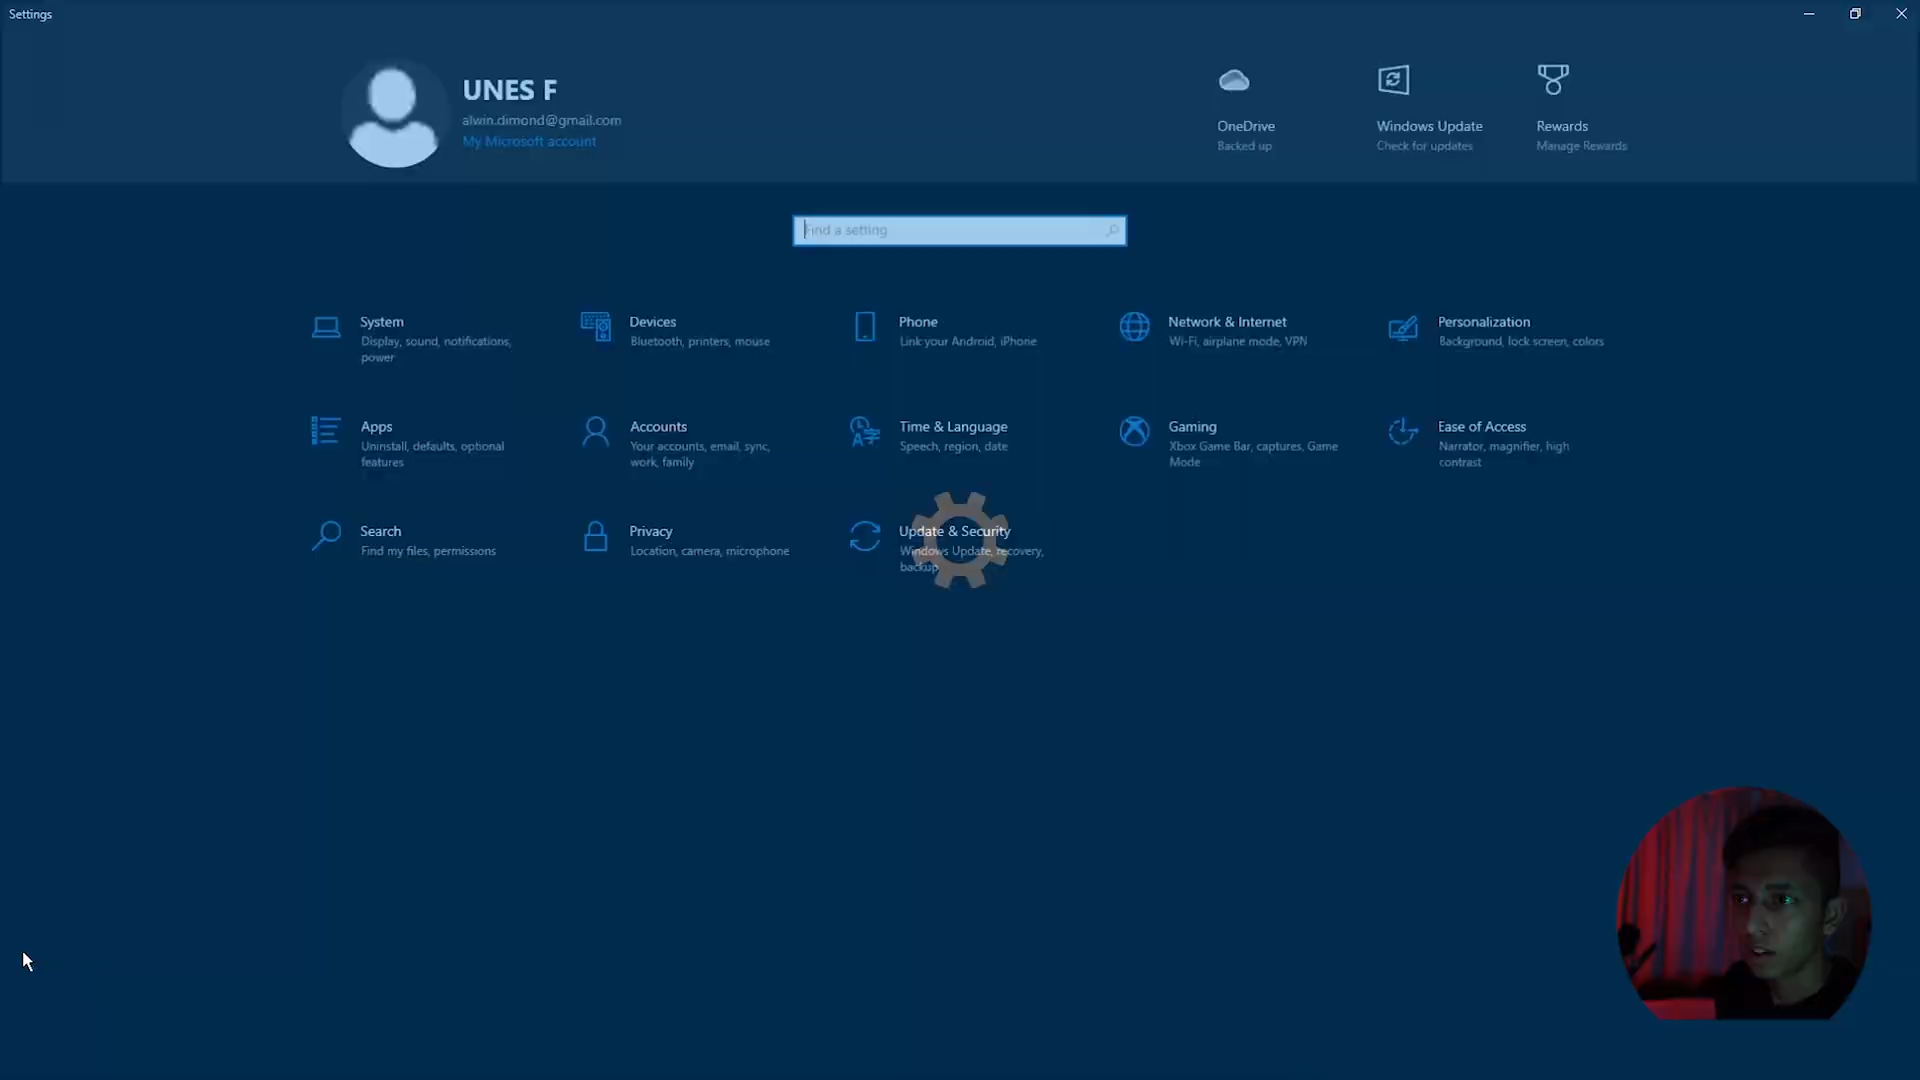 Settings
UNES F
alwin.dimond@gmail.com
My Microsoft account
OneDrive
Backed up
Windows Update
Check for updates
Rewards
Manage Rewards
Find a setting
System
Display, sound, notifications,
power
Devices
Bluetooth, printers, mouse
Phone
Link your Android, iPhone
Network & Internet
Wi-Fi, airplane mode, VPN
Personalization
Background, lock screen, colors
Apps
Uninstall, defaults, optional
features
Accounts
Your accounts, email, sync,
work, family
Time & Language
Speech, region, date
Gaming
Xbox Game Bar, captures, Game
Mode
Ease of Access
Narrator, magnifier, high
contrast
Search
Find my files, permissions
Privacy
Location, camera, microphone
Update & Security
Windows Update, recovery,
backup